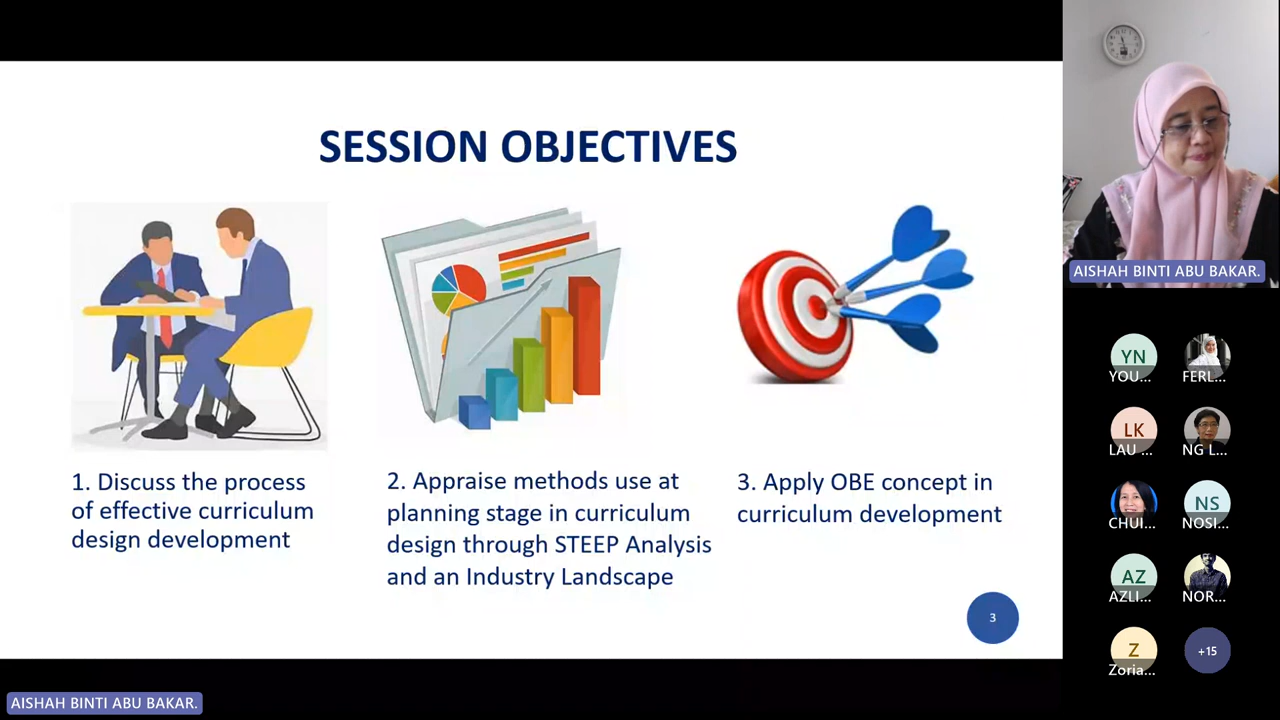 SESSION OBJECTIVES
1. Discuss the process
of effective curriculum
design development
2. Appraise methods use at
planning stage in curriculum
design through STEEP Analysis
and an Industry Landscape
3. Apply OBE concept in
curriculum development
3
AISHAH BINTI ABU BAKAR.
AISHAH BINTI ABU BAKAR.
YN
YOU...
FERL...
LK
LAU ...
NG L...
CHUI...
NS
NOSI...
AZ
AZLI...
NOR...
Z
Zoria...
+15